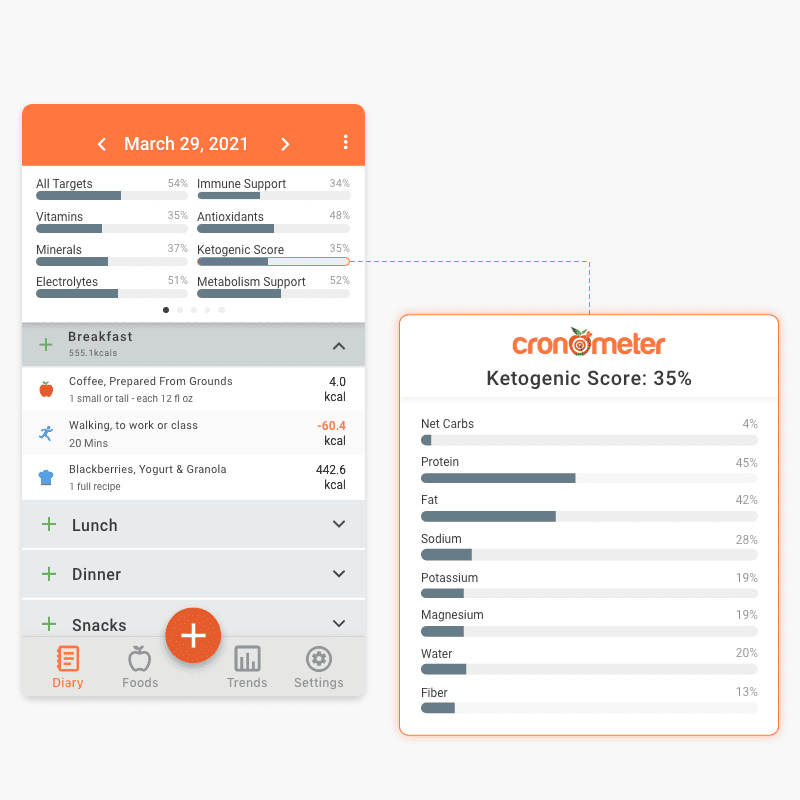 March 29, 2021
All Targets 54%
Immune Support 34%
Vitamins 35%
Antioxidants 48%
Minerals 37%
Ketogenic Score 35%
Electrolytes 51%
Metabolism Support 52%
Breakfast
555.1kcals
Coffee, Prepared From Grounds 4.0
1 small or tall - each 12 fl oz kcal
Walking, to work or class -60.4
20 Mins kcal
Blackberries, Yogurt & Granola 442.6
1 full recipe kcal
Lunch
Dinner
Snacks
Diary Foods Trends Settings
cronometer
Ketogenic Score: 35%
Net Carbs 4%
Protein 45%
Fat 42%
Sodium 28%
Potassium 19%
Magnesium 19%
Water 20%
Fiber 13%